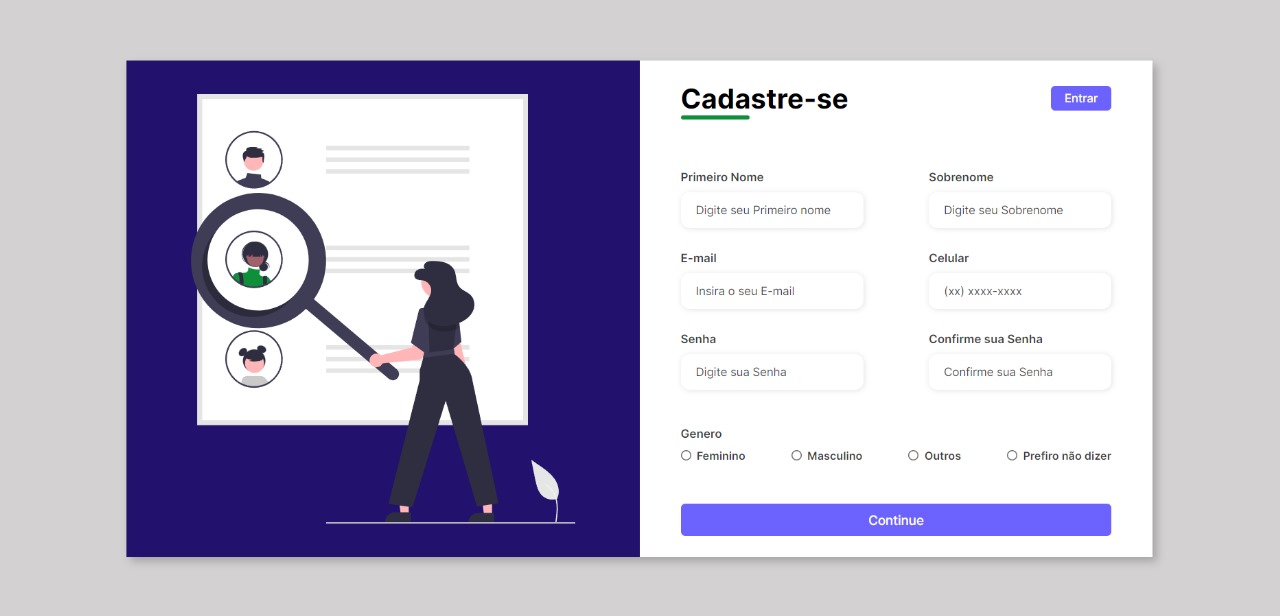 Cadastre-se
Entrar
Primeiro Nome
Sobrenome
Digite seu Primeiro nome
Digite seu Sobrenome
E-mail
Celular
Insira o seu E-mail
(xx) xxxx-xxxx
Senha
Confirme sua Senha
Digite sua Senha
Confirme sua Senha
Genero
Feminino
Masculino
Outros
Prefiro não dizer
Continue